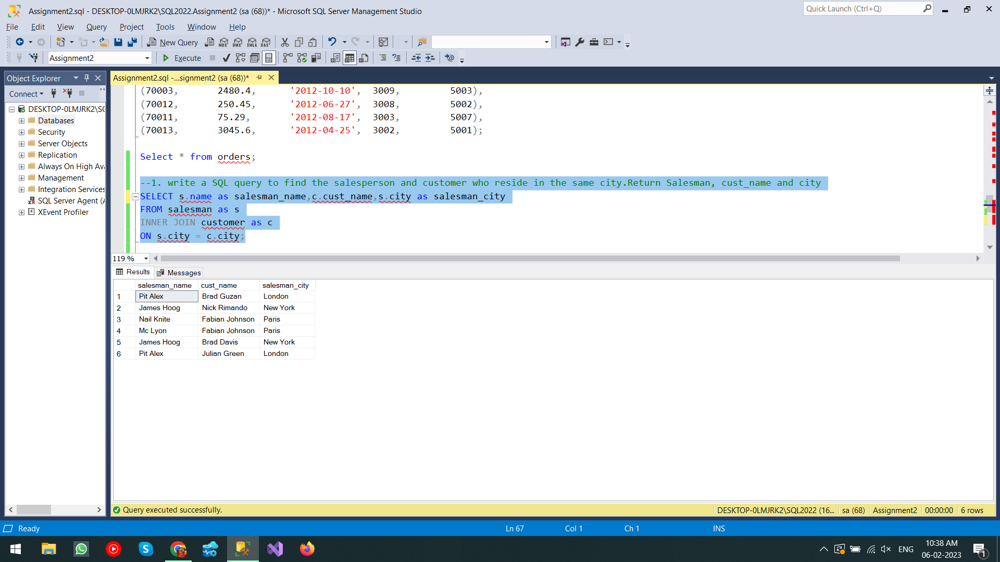 Assignment2.sql - DESKTOP-0LMJRK2\SQL2022.Assignment2 (sa (68))* - Microsoft SQL Server Management Studio
Quick Launch (Ctrl+Q)
File Edit View Query Project Tools Window Help
New Query MDX DMX XMLA DAX
Assignment2 Execute
Object Explorer
Assignment2.sql -...signment2 (sa (68))*
Connect
DESKTOP-0LMJRK2\SQ
Databases
Security
Server Objects
Replication
Always On High Ava
Management
Integration Services
SQL Server Agent (A
XEvent Profiler
(70003, 2480.4, '2012-10-10', 3009, 5003),
(70012, 250.45, '2012-06-27', 3008, 5002),
(70011, 75.29, '2012-08-17', 3003, 5007),
(70013, 3045.6, '2012-04-25', 3002, 5001);
Select * from orders;
--1. write a SQL query to find the salesperson and customer who reside in the same city.Return Salesman, cust_name and city
SELECT s.name as salesman_name,c.cust_name,s.city as salesman_city
FROM salesman as s
INNER JOIN customer as c
ON s.city = c.city;
119 %
Results Messages
salesman_name cust_name salesman_city
1 Pit Alex Brad Guzan London
2 James Hoog Nick Rimando New York
3 Nail Knite Fabian Johnson Paris
4 Mc Lyon Fabian Johnson Paris
5 James Hoog Brad Davis New York
6 Pit Alex Julian Green London
Query executed successfully.
DESKTOP-0LMJRK2\SQL2022 (16... sa (68) Assignment2 00:00:00 6 rows
Ready Ln 67 Col 1 Ch 1 INS
ENG
10:38 AM
06-02-2023
1